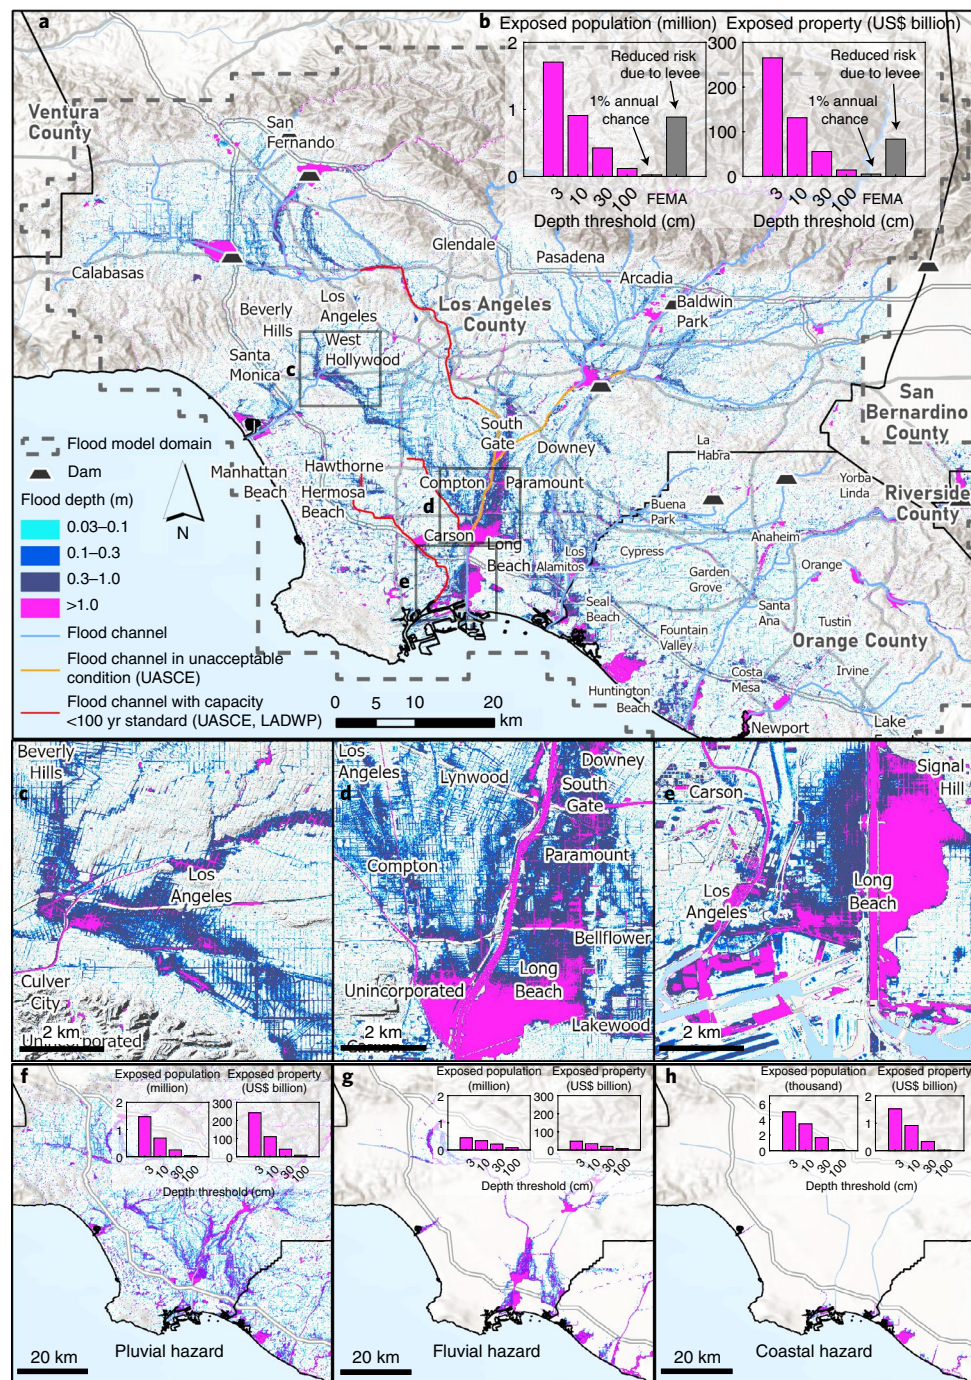 a
b
Exposed population (million)
Exposed property (US$ billion)
2
1
0
Reduced risk
due to levee
1% annual
chance
3
10
30
100
FEMA
Depth threshold (cm)
300
200
100
0
Reduced risk
due to levee
1% annual
chance
3
10
30
100
FEMA
Depth threshold (cm)
Ventura
County
San
Fernando
Glendale
Pasadena
Arcadia
Calabasas
Los
Angeles
Beverly
Hills
Los Angeles
County
Baldwin
Park
West
Hollywood
Santa
Monica
c
San
Bernardino
County
South
Gate
Downey
La
Habra
Flood model domain
Dam
Flood depth (m)
0.03–0.1
0.1–0.3
0.3–1.0
>1.0
Flood channel
Flood channel in unacceptable
condition (UASCE)
Flood channel with capacity
<100 yr standard (UASCE, LADWP)
N
0
5
10
20
km
Manhattan
Beach
Hawthorne
Hermosa
Beach
Compton
Paramount
d
Yorba
Linda
Riverside
County
Buena
Park
Anaheim
Carson
Long
Beach
Los
Alamitos
Cypress
Orange
e
Garden
Grove
Seal
Beach
Santa
Ana
Tustin
Orange County
Fountain
Valley
Irvine
Costa
Mesa
Huntington
Beach
Newport
Lake
Beverly
Hills
c
Los
Angeles
Culver
City
2 km
Unincorporated
Los
Angeles
d
Lynwood
Downey
South
Gate
Compton
Paramount
Bellflower
Unincorporated
Long
Beach
Lakewood
2 km
Carson
e
Carson
Signal
Hill
Long
Beach
Los
Angeles
2 km
f
Exposed population
(million)
Exposed property
(US$ billion)
2
1
0
300
200
100
0
3
10
30
100
3
10
30
100
Depth threshold (cm)
20 km
Pluvial hazard
g
Exposed population
(million)
Exposed property
(US$ billion)
2
1
0
300
200
100
0
3
10
30
100
3
10
30
100
Depth threshold (cm)
20 km
Fluvial hazard
h
Exposed population
(thousand)
Exposed property
(US$ billion)
6
4
2
0
2
1
0
3
10
30
100
3
10
30
100
Depth threshold (cm)
20 km
Coastal hazard